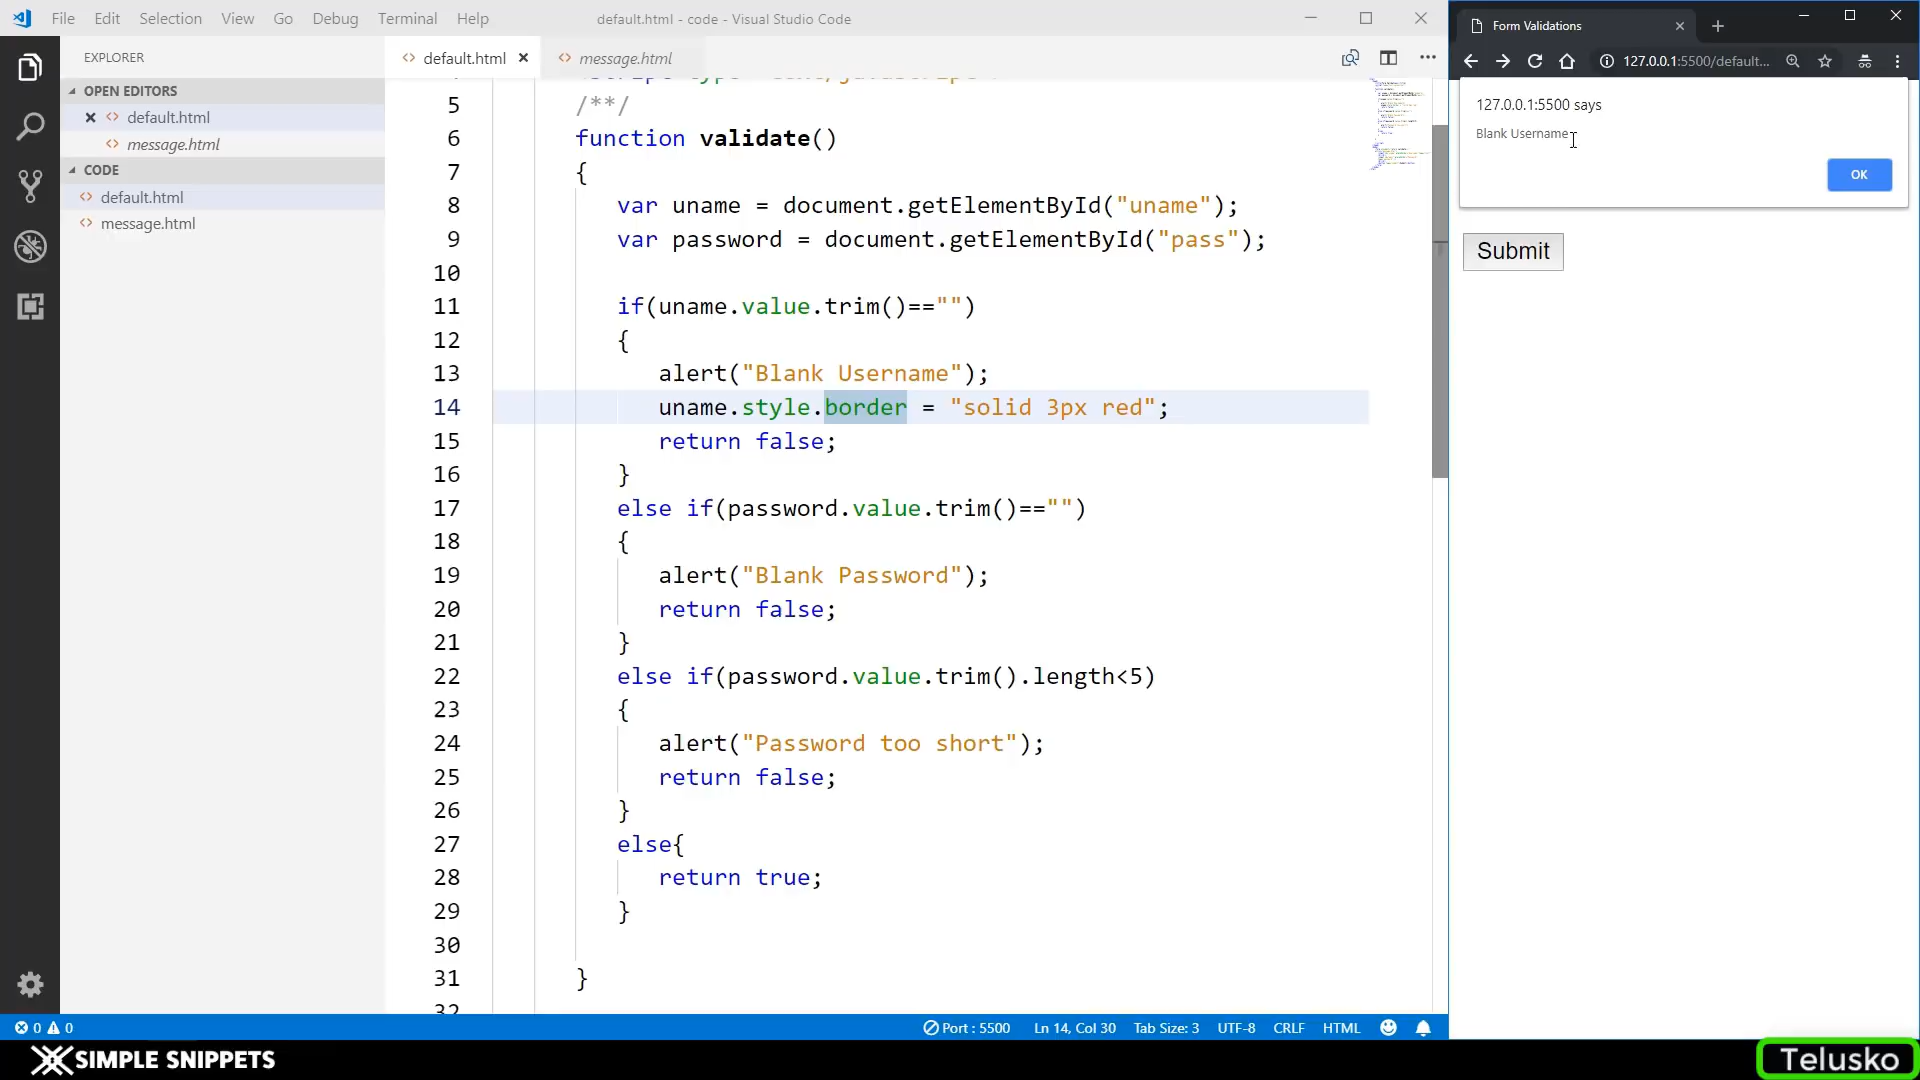 File Edit Selection View Go Debug Terminal Help
default.html - code - Visual Studio Code
EXPLORER
OPEN EDITORS
default.html
message.html
CODE
default.html
message.html
default.html
message.html
5 /**/
6 function validate()
7 {
8 var uname = document.getElementById("uname");
9 var password = document.getElementById("pass");
10
11 if(uname.value.trim()=="")
12 {
13 alert("Blank Username");
14 uname.style.border = "solid 3px red";
15 return false;
16 }
17 else if(password.value.trim()=="")
18 {
19 alert("Blank Password");
20 return false;
21 }
22 else if(password.value.trim().length<5)
23 {
24 alert("Password too short");
25 return false;
26 }
27 else{
28 return true;
29 }
30
31 }
0 0
Port : 5500 Ln 14, Col 30 Tab Size: 3 UTF-8 CRLF HTML
Form Validations
127.0.0.1:5500/default...
127.0.0.1:5500 says
Blank Username
OK
Submit
SIMPLE SNIPPETS
Telusko